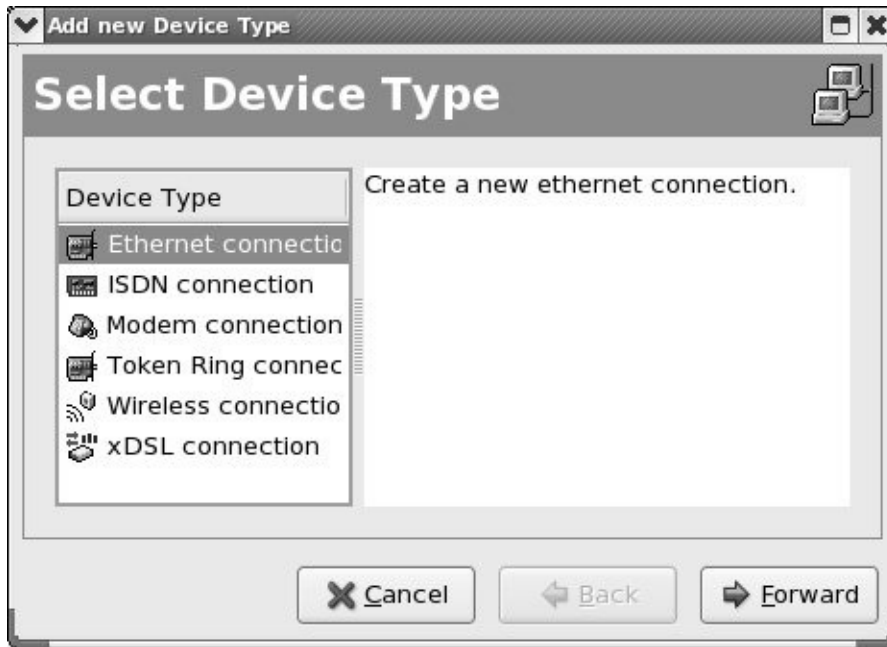 Add new Device Type
Select Device Type
Device Type
Ethernet connectio
ISDN connection
Modem connection
Token Ring connec
Wireless connectio
xDSL connection
Create a new ethernet connection.
Cancel
Back
Forward